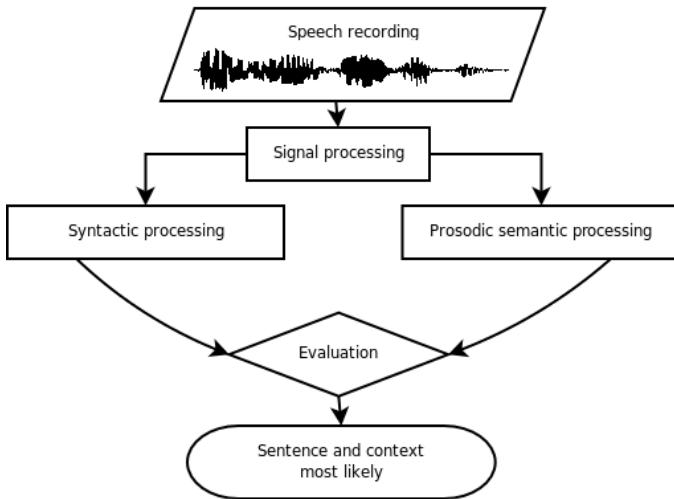 Speech recording
Signal processing
Syntactic processing
Prosodic semantic processing
Evaluation
Sentence and context
most likely